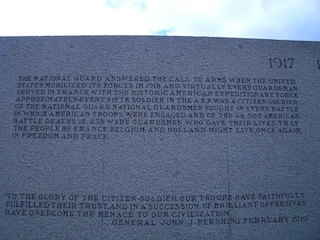 1917
THE NATIONAL GUARD ANSWERED THE CALL TO ARMS WHEN THE UNITED
STATES MOBILIZED ITS FORCES IN 1918 AND VIRTUALLY EVERY GUARDSMAN
SERVED IN FRANCE WITH THE HISTORIC AMERICAN EXPEDITIONARY FORCE
APPROXIMATELY EVERY FIFTH SOLDIER IN THE A.E.F. WAS A CITIZEN-SOLDIER
OF THE NATIONAL GUARD NATIONAL GUARDSMEN FOUGHT IN EVERY BATTLE
IN WHICH AMERICAN TROOPS WERE ENGAGED AND OF THE 48,909 AMERICAN
BATTLE DEATHS 18,238 WERE GUARDSMEN WHO GAVE THEIR LIVES THAT
THE PEOPLE OF FRANCE BELGIUM AND HOLLAND MIGHT LIVE, ONCE AGAIN,
IN FREEDOM AND PEACE.
"TO THE GLORY OF THE CITIZEN-SOLDIER OUR TROOPS HAVE FAITHFULLY
FULFILLED THEIR TRUST, AND IN A SUCCESSION OF BRILLIANT OFFENSIVES
HAVE OVERCOME THE MENACE TO OUR CIVILIZATION."
GENERAL JOHN J. PERSHING FEBRUARY 1919